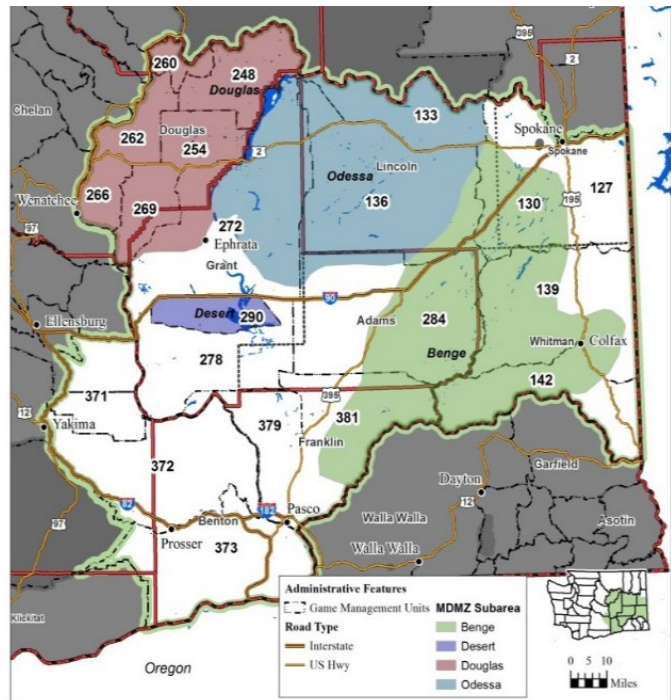 395
2
260
248
Douglas
Chelan
133
262
Douglas
254
Spokane
Spokane
2
Lincoln
Odessa
127
266
Wenatchee
136
130
195
269
97
272
Ephrata
Grant
90
139
Desert
290
Adams
284
Ellensburg
Whitman
Colfax
278
Benge
142
371
395
12
Yakima
379
381
Franklin
372
Garfield
Dayton
82
182
Pasco
12
97
Benton
Walla Walla
Asotin
Prosser
Walla Walla
373
Klickitat
Oregon
Administrative Features
Game Management Units
Road Type
Interstate
US Hwy
MDMZ Subarea
Benge
Desert
Douglas
Odessa
0 5 10
Miles